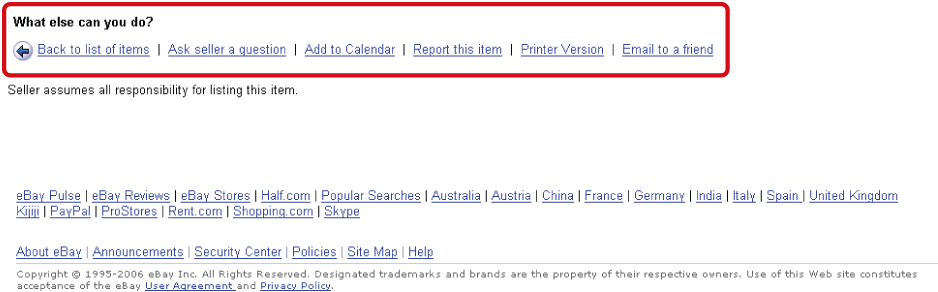 What else can you do?
Back to list of items | Ask seller a question | Add to Calendar | Report this item | Printer Version | Email to a friend
Seller assumes all responsibility for listing this item.
eBay Pulse | eBay Reviews | eBay Stores | Half.com | Popular Searches | Australia | Austria | China | France | Germany | India | Italy | Spain | United Kingdom
Kijiji | PayPal | ProStores | Rent.com | Shopping.com | Skype
About eBay | Announcements | Security Center | Policies | Site Map | Help
Copyright © 1995-2006 eBay Inc. All Rights Reserved. Designated trademarks and brands are the property of their respective owners. Use of this Web site constitutes
acceptance of the eBay User Agreement and Privacy Policy.